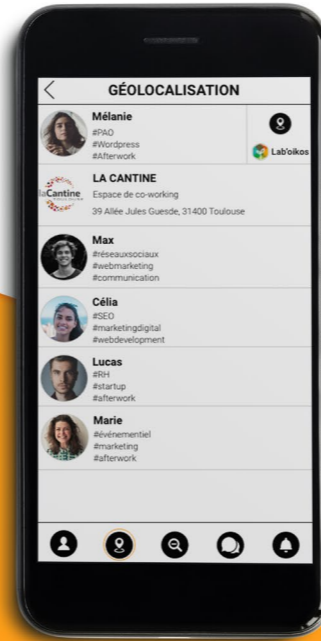 GÉOLOCALISATION
Mélanie
#PAO
#Wordpress
#Afterwork
Lab'oikos
laCantine
TOULOUSE
LA CANTINE
Espace de co-working
39 Allée Jules Guesde, 31400 Toulouse
Max
#réseauxsociaux
#webmarketing
#communication
Célia
#SEO
#marketingdigital
#webdevelopment
Lucas
#RH
#startup
#afterwork
Marie
#événementiel
#marketing
#afterwork